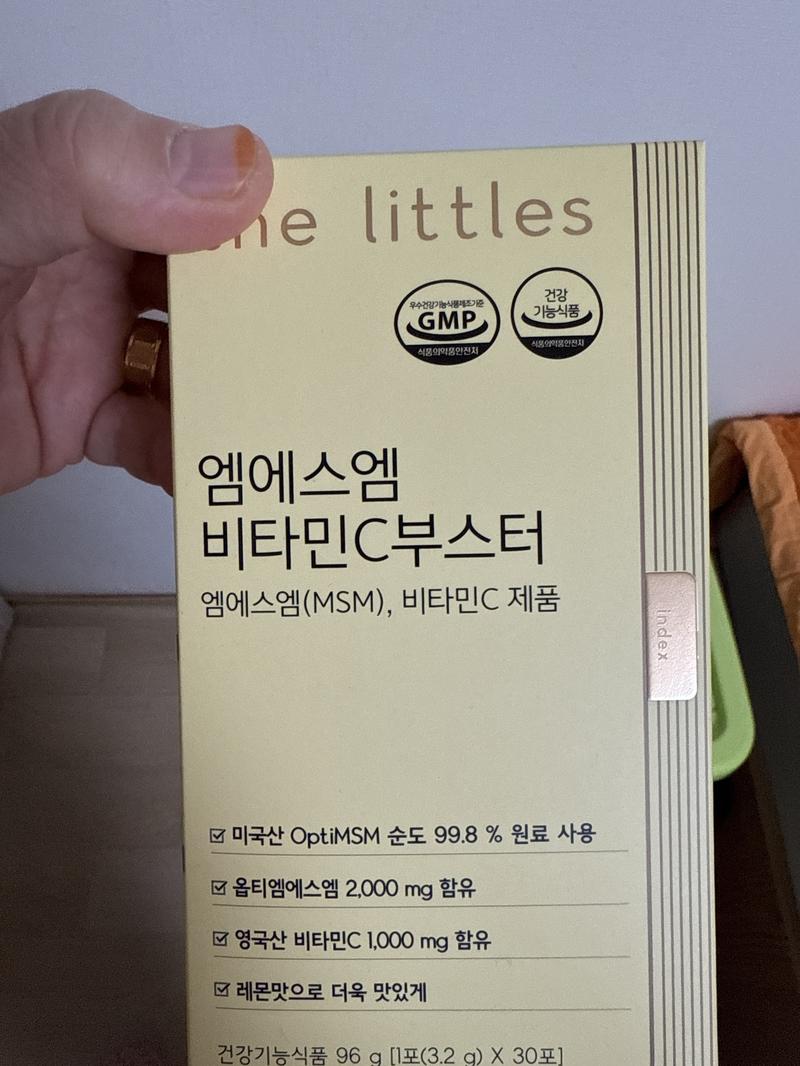 the littles
우수건강기능식품제조기준
GMP
식품의약품안전처
건강
기능식품
식품의약품안전처
엠에스엠
비타민C부스터
엠에스엠(MSM), 비타민C 제품
index
미국산 OptiMSM 순도 99.8 % 원료 사용
옵티엠에스엠 2,000 mg 함유
영국산 비타민C 1,000 mg 함유
레몬맛으로 더욱 맛있게
건강기능식품 96 g [1포(3.2 g) X 30포]